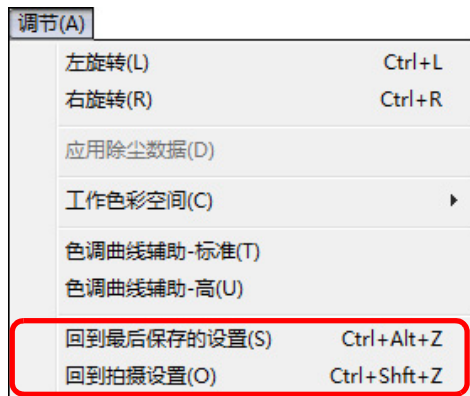 调节(A)
左旋转(L) Ctrl+L
右旋转(R) Ctrl+R
应用除尘数据(D)
工作色彩空间(C)
色调曲线辅助-标准(T)
色调曲线辅助-高(U)
回到最后保存的设置(S) Ctrl+Alt+Z
回到拍摄设置(O) Ctrl+Shft+Z